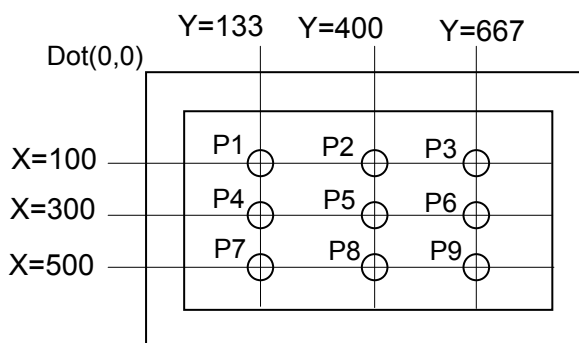 Y=133 Y=400 Y=667
Dot(0,0)
X=100 P1 P2 P3
X=300 P4 P5 P6
X=500 P7 P8 P9